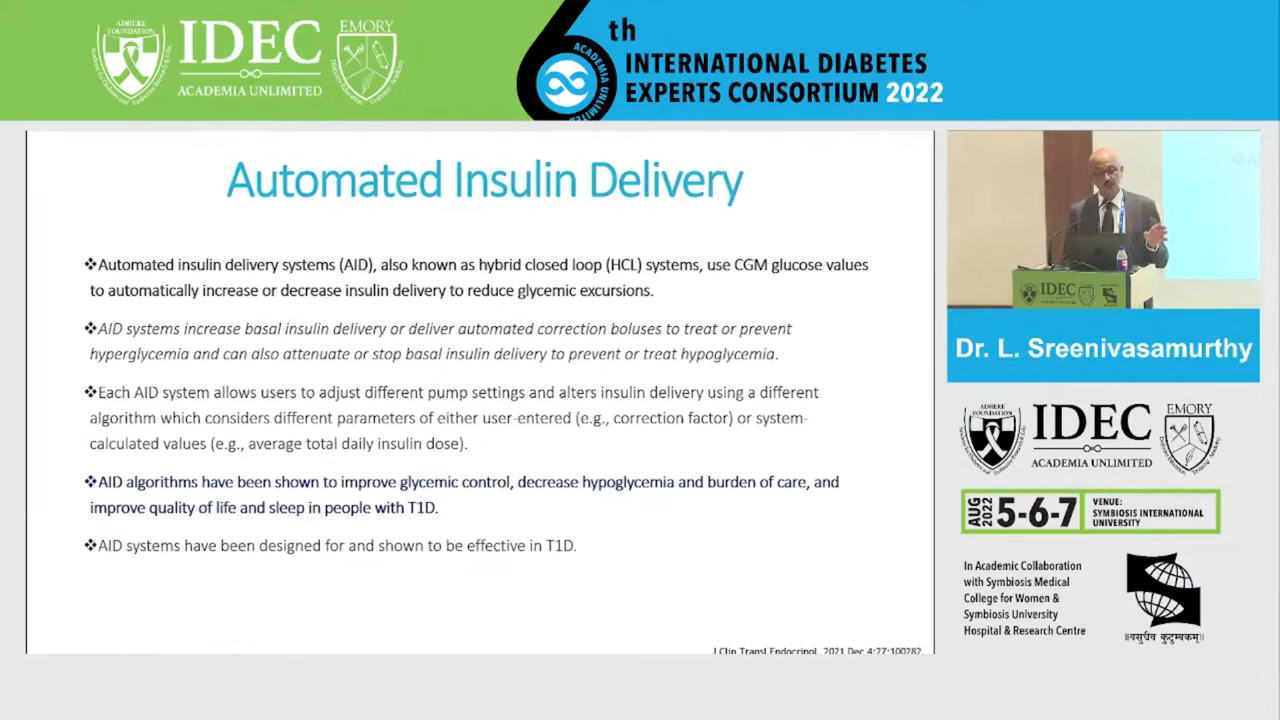 ADHERE
FOUNDATION
IDEC
ACADEMIA UNLIMITED
EMORY
6th
INTERNATIONAL DIABETES
EXPERTS CONSORTIUM 2022
ACADEMIA UNLIMITED
Automated Insulin Delivery
❖Automated insulin delivery systems (AID), also known as hybrid closed loop (HCL) systems, use CGM glucose values
to automatically increase or decrease insulin delivery to reduce glycemic excursions.
❖AID systems increase basal insulin delivery or deliver automated correction boluses to treat or prevent
hyperglycemia and can also attenuate or stop basal insulin delivery to prevent or treat hypoglycemia.
❖Each AID system allows users to adjust different pump settings and alters insulin delivery using a different
algorithm which considers different parameters of either user-entered (e.g., correction factor) or system-
calculated values (e.g., average total daily insulin dose).
❖AID algorithms have been shown to improve glycemic control, decrease hypoglycemia and burden of care, and
improve quality of life and sleep in people with T1D.
❖AID systems have been designed for and shown to be effective in T1D.
J Clin Transl Endocrinol. 2021 Dec 4;27:100282.
IDEC
Dr. L. Sreenivasamurthy
ADHERE
FOUNDATION
IDEC
ACADEMIA UNLIMITED
EMORY
AUG
2022
5-6-7
VENUE:
SYMBIOSIS INTERNATIONAL
UNIVERSITY
In Academic Collaboration
with Symbiosis Medical
College for Women &
Symbiosis University
Hospital & Research Centre
॥वसुधैव कुटुम्बकम्॥